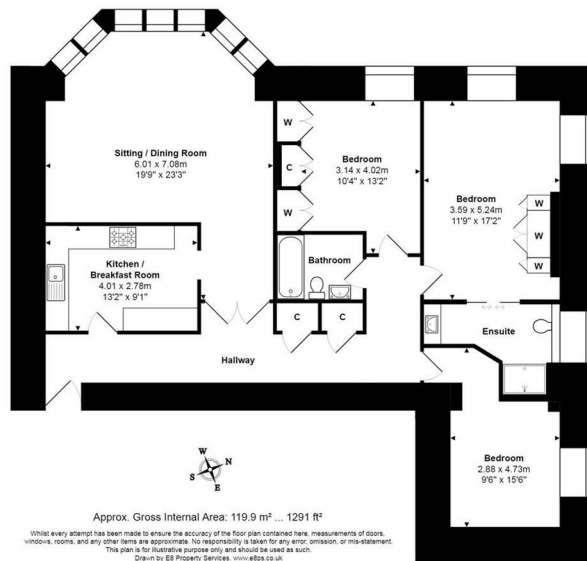 Sitting / Dining Room
6.01 x 7.08m
19'9" x 23'3"
W
C
W
Bedroom
3.14 x 4.02m
10'4" x 13'2"
Bedroom
3.59 x 5.24m
11'9" x 17'2"
W
W
W
Kitchen /
Breakfast Room
4.01 x 2.78m
13'2" x 9'1"
Bathroom
C
C
Ensuite
Hallway
Bedroom
2.88 x 4.73m
9'6" x 15'6"
W
N
S
E
Approx. Gross Internal Area: 119.9 m² ... 1291 ft²
Whilst every attempt has been made to ensure the accuracy of the floor plan contained here, measurements of doors,
windows, rooms, and any other items are approximate. No responsibility is taken for any error, omission, or mis-statement.
This plan is for illustrative purpose only and should be used as such.
Drawn by E8 Property Services. www.e8ps.co.uk